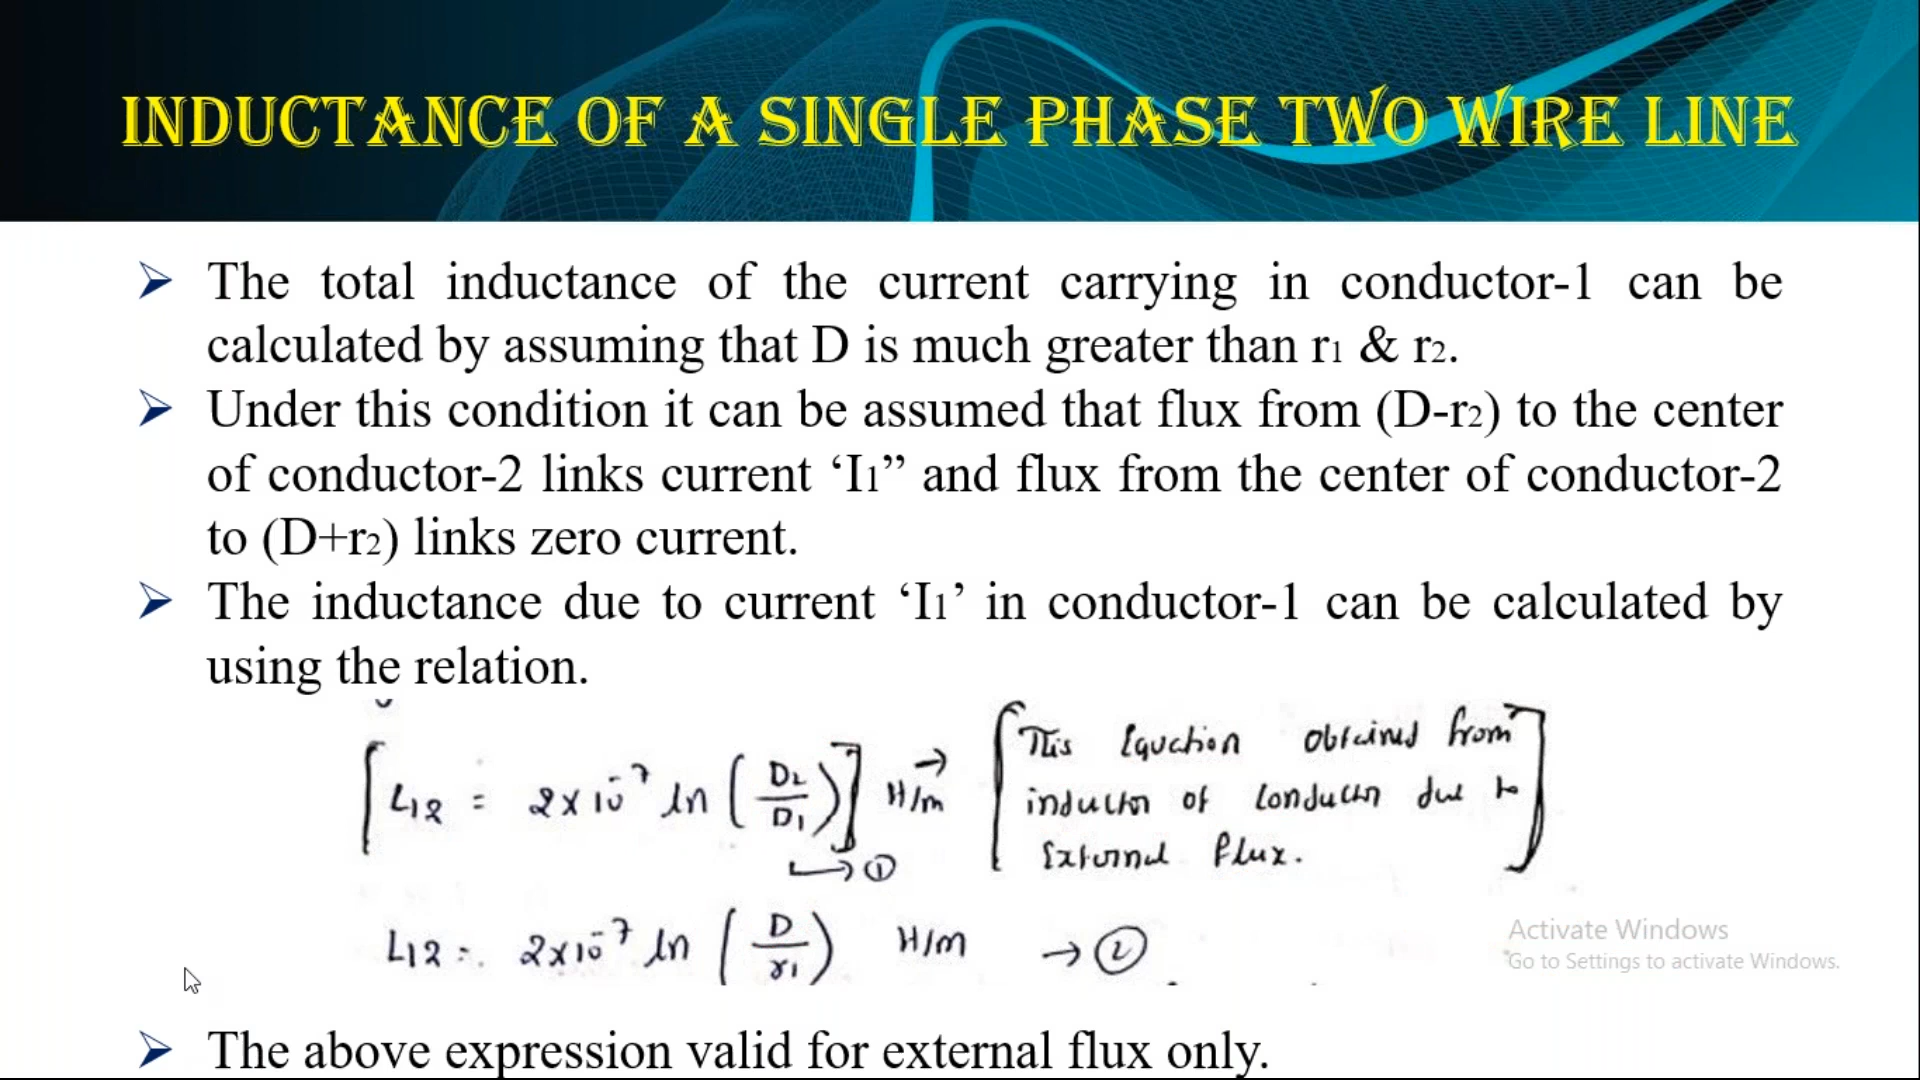 INDUCTANCE OF A SINGLE PHASE TWO WIRE LINE
➢ The total inductance of the current carrying in conductor-1 can be
calculated by assuming that D is much greater than r₁ & r₂.
➢ Under this condition it can be assumed that flux from (D-r₂) to the center
of conductor-2 links current ‘I₁” and flux from the center of conductor-2
to (D+r₂) links zero current.
➢ The inductance due to current ‘I₁’ in conductor-1 can be calculated by
using the relation.
[L₁₂ = 2×10⁻⁷ ln (D₂/D₁)] H/m →
→ ①
[This Equation obtained from
inductn of Conductn due to
External flux.]
L₁₂ = 2×10⁻⁷ ln (D/r₁) H/m → ②
Activate Windows
Go to Settings to activate Windows.
➢ The above expression valid for external flux only.